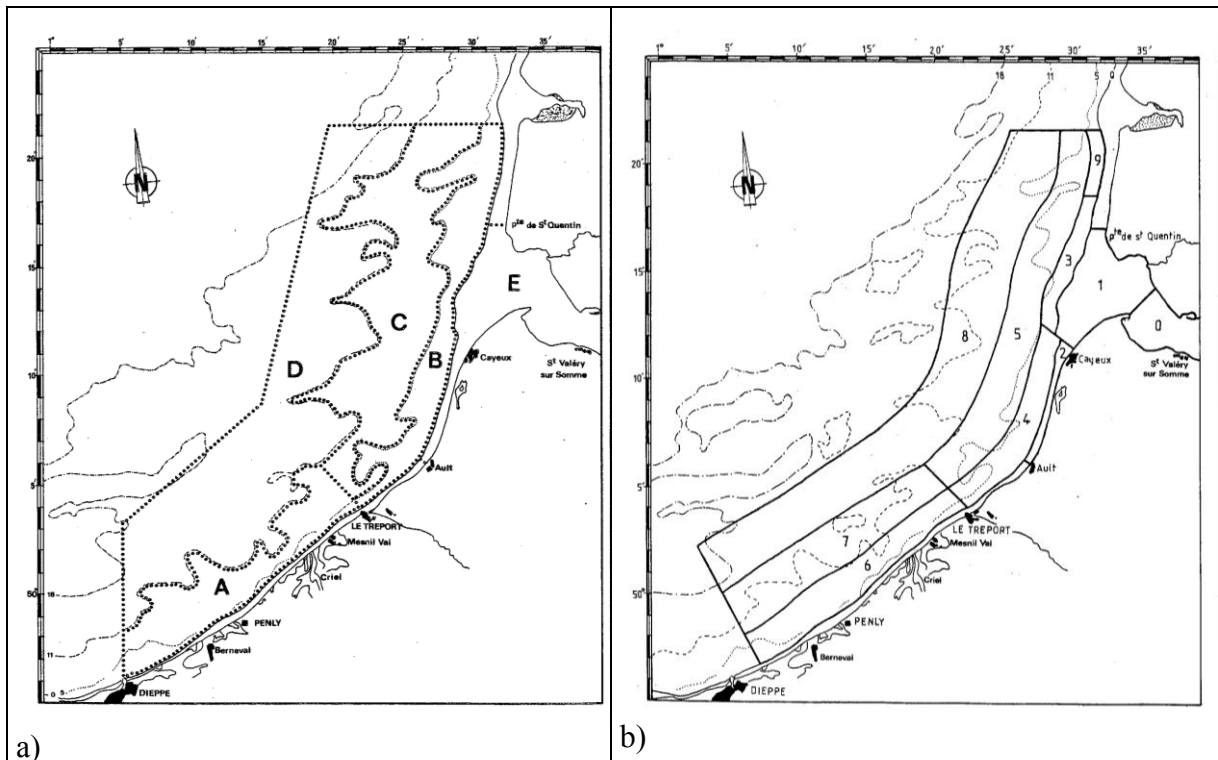 1° 5' 10' 15' 20' 25' 30' 35'
20'
N
pte de St Quentin
15'
E
C
Cayeux
B
St Valéry
sur Somme
D
10'
Ault
5'
LE TREPORT
Mesnil Val
Criel
A
50°
18
PENLY
11
Berneval
0 5
DIEPPE
a)
1° 5' 10' 15' 20' 25' 30' 35'
18 11 5 0
20'
9
N
pte de st Quentin
3
15'
1
0
8 5
2
Cayeux
St Valéry
sur Somme
10'
4
Ault
5'
LE TREPORT
7
Mesnil Val
6
Criel
50°
PENLY
Berneval
DIEPPE
b)